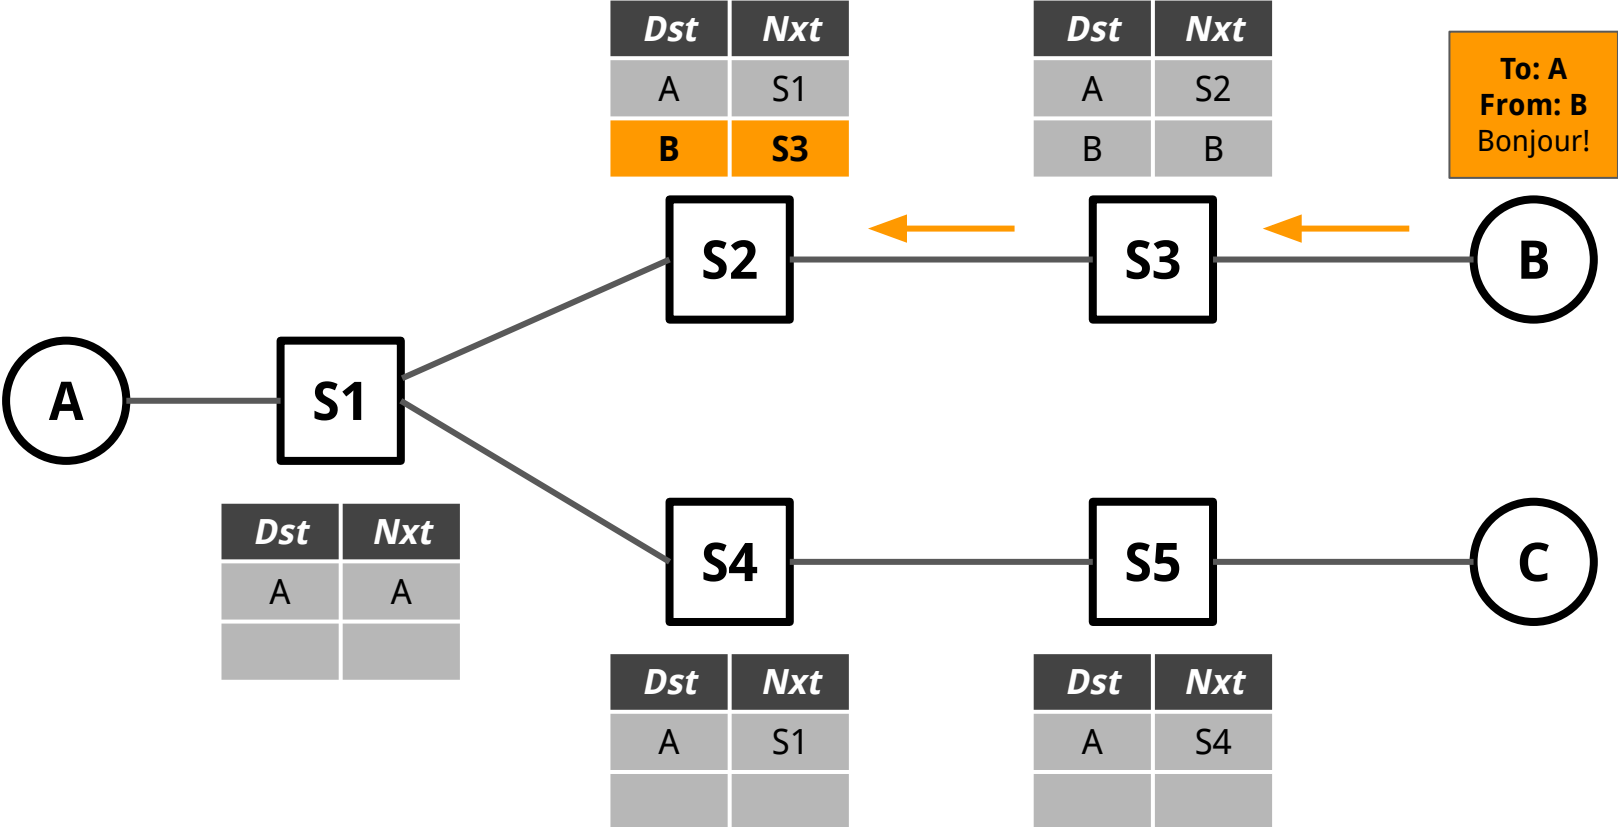 Dst Nxt
A S1
B S3
Dst Nxt
A S2
B B
To: A
From: B
Bonjour!
S2
S3
B
A
S1
Dst Nxt
A A
S4
S5
C
Dst Nxt
A S1
Dst Nxt
A S4